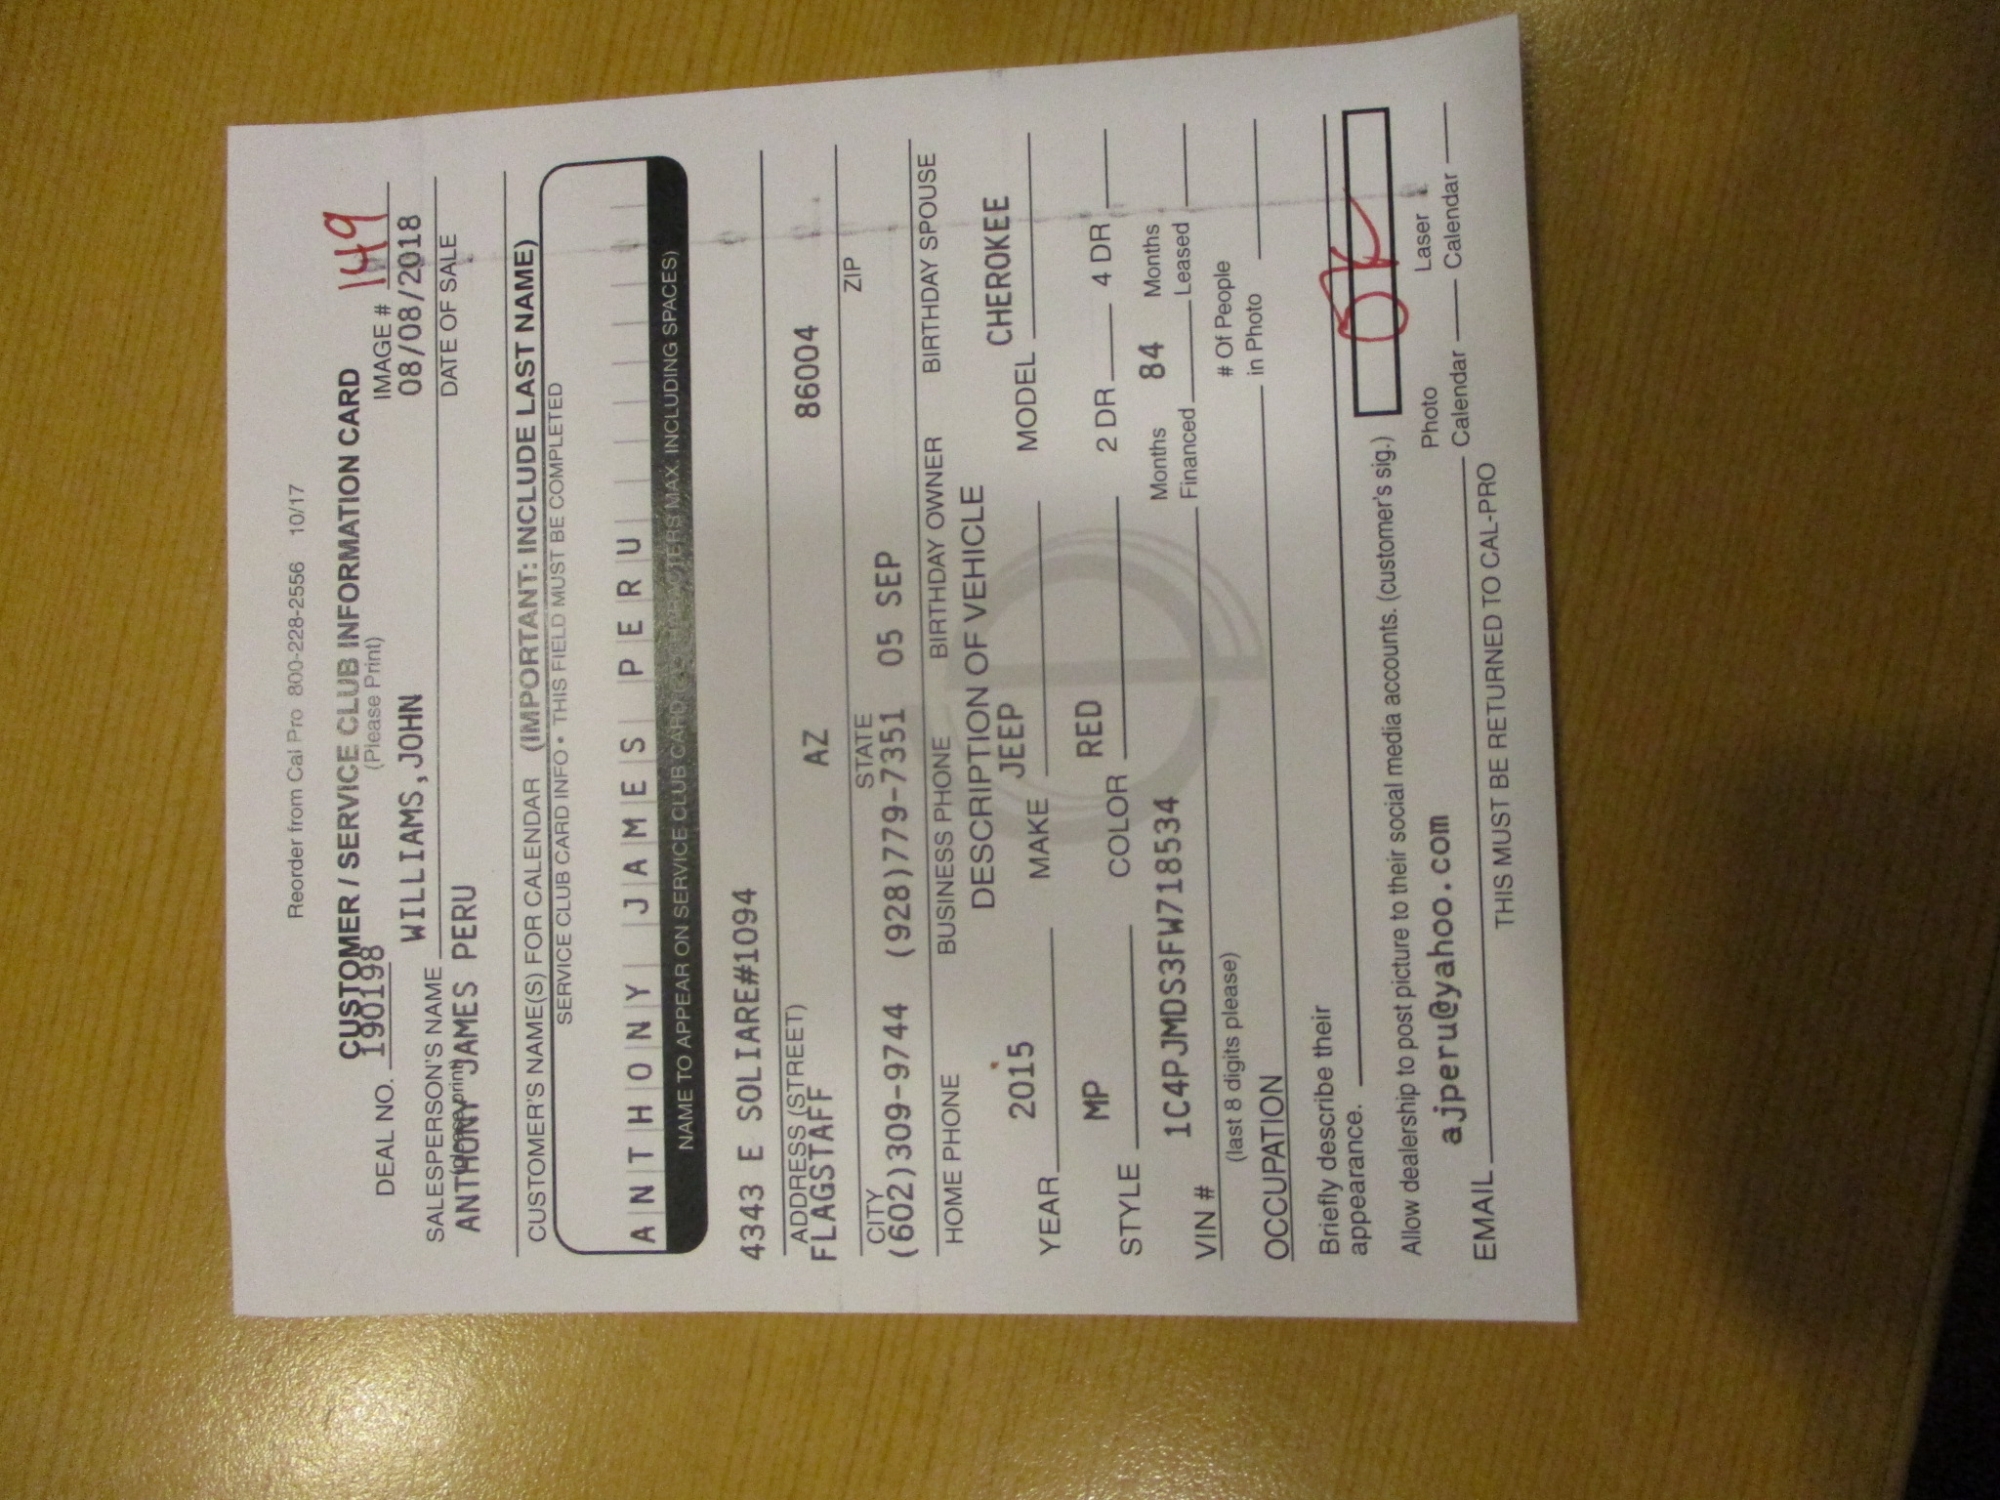 Reorder from Cal Pro 800-228-2556 10/17
CUSTOMER / SERVICE CLUB INFORMATION CARD
(Please Print)
DEAL NO. 190198 IMAGE # 149
WILLIAMS,JOHN 08/08/2018
SALESPERSON'S NAME DATE OF SALE
(please print)
ANTHONY JAMES PERU
CUSTOMER'S NAME(S) FOR CALENDAR (IMPORTANT: INCLUDE LAST NAME)
SERVICE CLUB CARD INFO • THIS FIELD MUST BE COMPLETED
ANTHONY JAMES PERU
NAME TO APPEAR ON SERVICE CLUB CARD MAX. INCLUDING SPACES)
4343 E SOLIARE#1094
ADDRESS (STREET)
FLAGSTAFF AZ 86004
CITY STATE ZIP
(602)309-9744 (928)779-7351 05 SEP
HOME PHONE BUSINESS PHONE BIRTHDAY OWNER BIRTHDAY SPOUSE
DESCRIPTION OF VEHICLE
YEAR 2015 MAKE JEEP MODEL CHEROKEE
STYLE MP COLOR RED 2 DR 4 DR
VIN # 1C4PJMDS3FW718534 Months Financed 84 Months Leased
(last 8 digits please) # Of People
OCCUPATION in Photo
Briefly describe their
appearance.
Allow dealership to post picture to their social media accounts. (customer's sig.) OK
Photo Laser
EMAIL ajperu@yahoo.com Calendar Calendar
THIS MUST BE RETURNED TO CAL-PRO